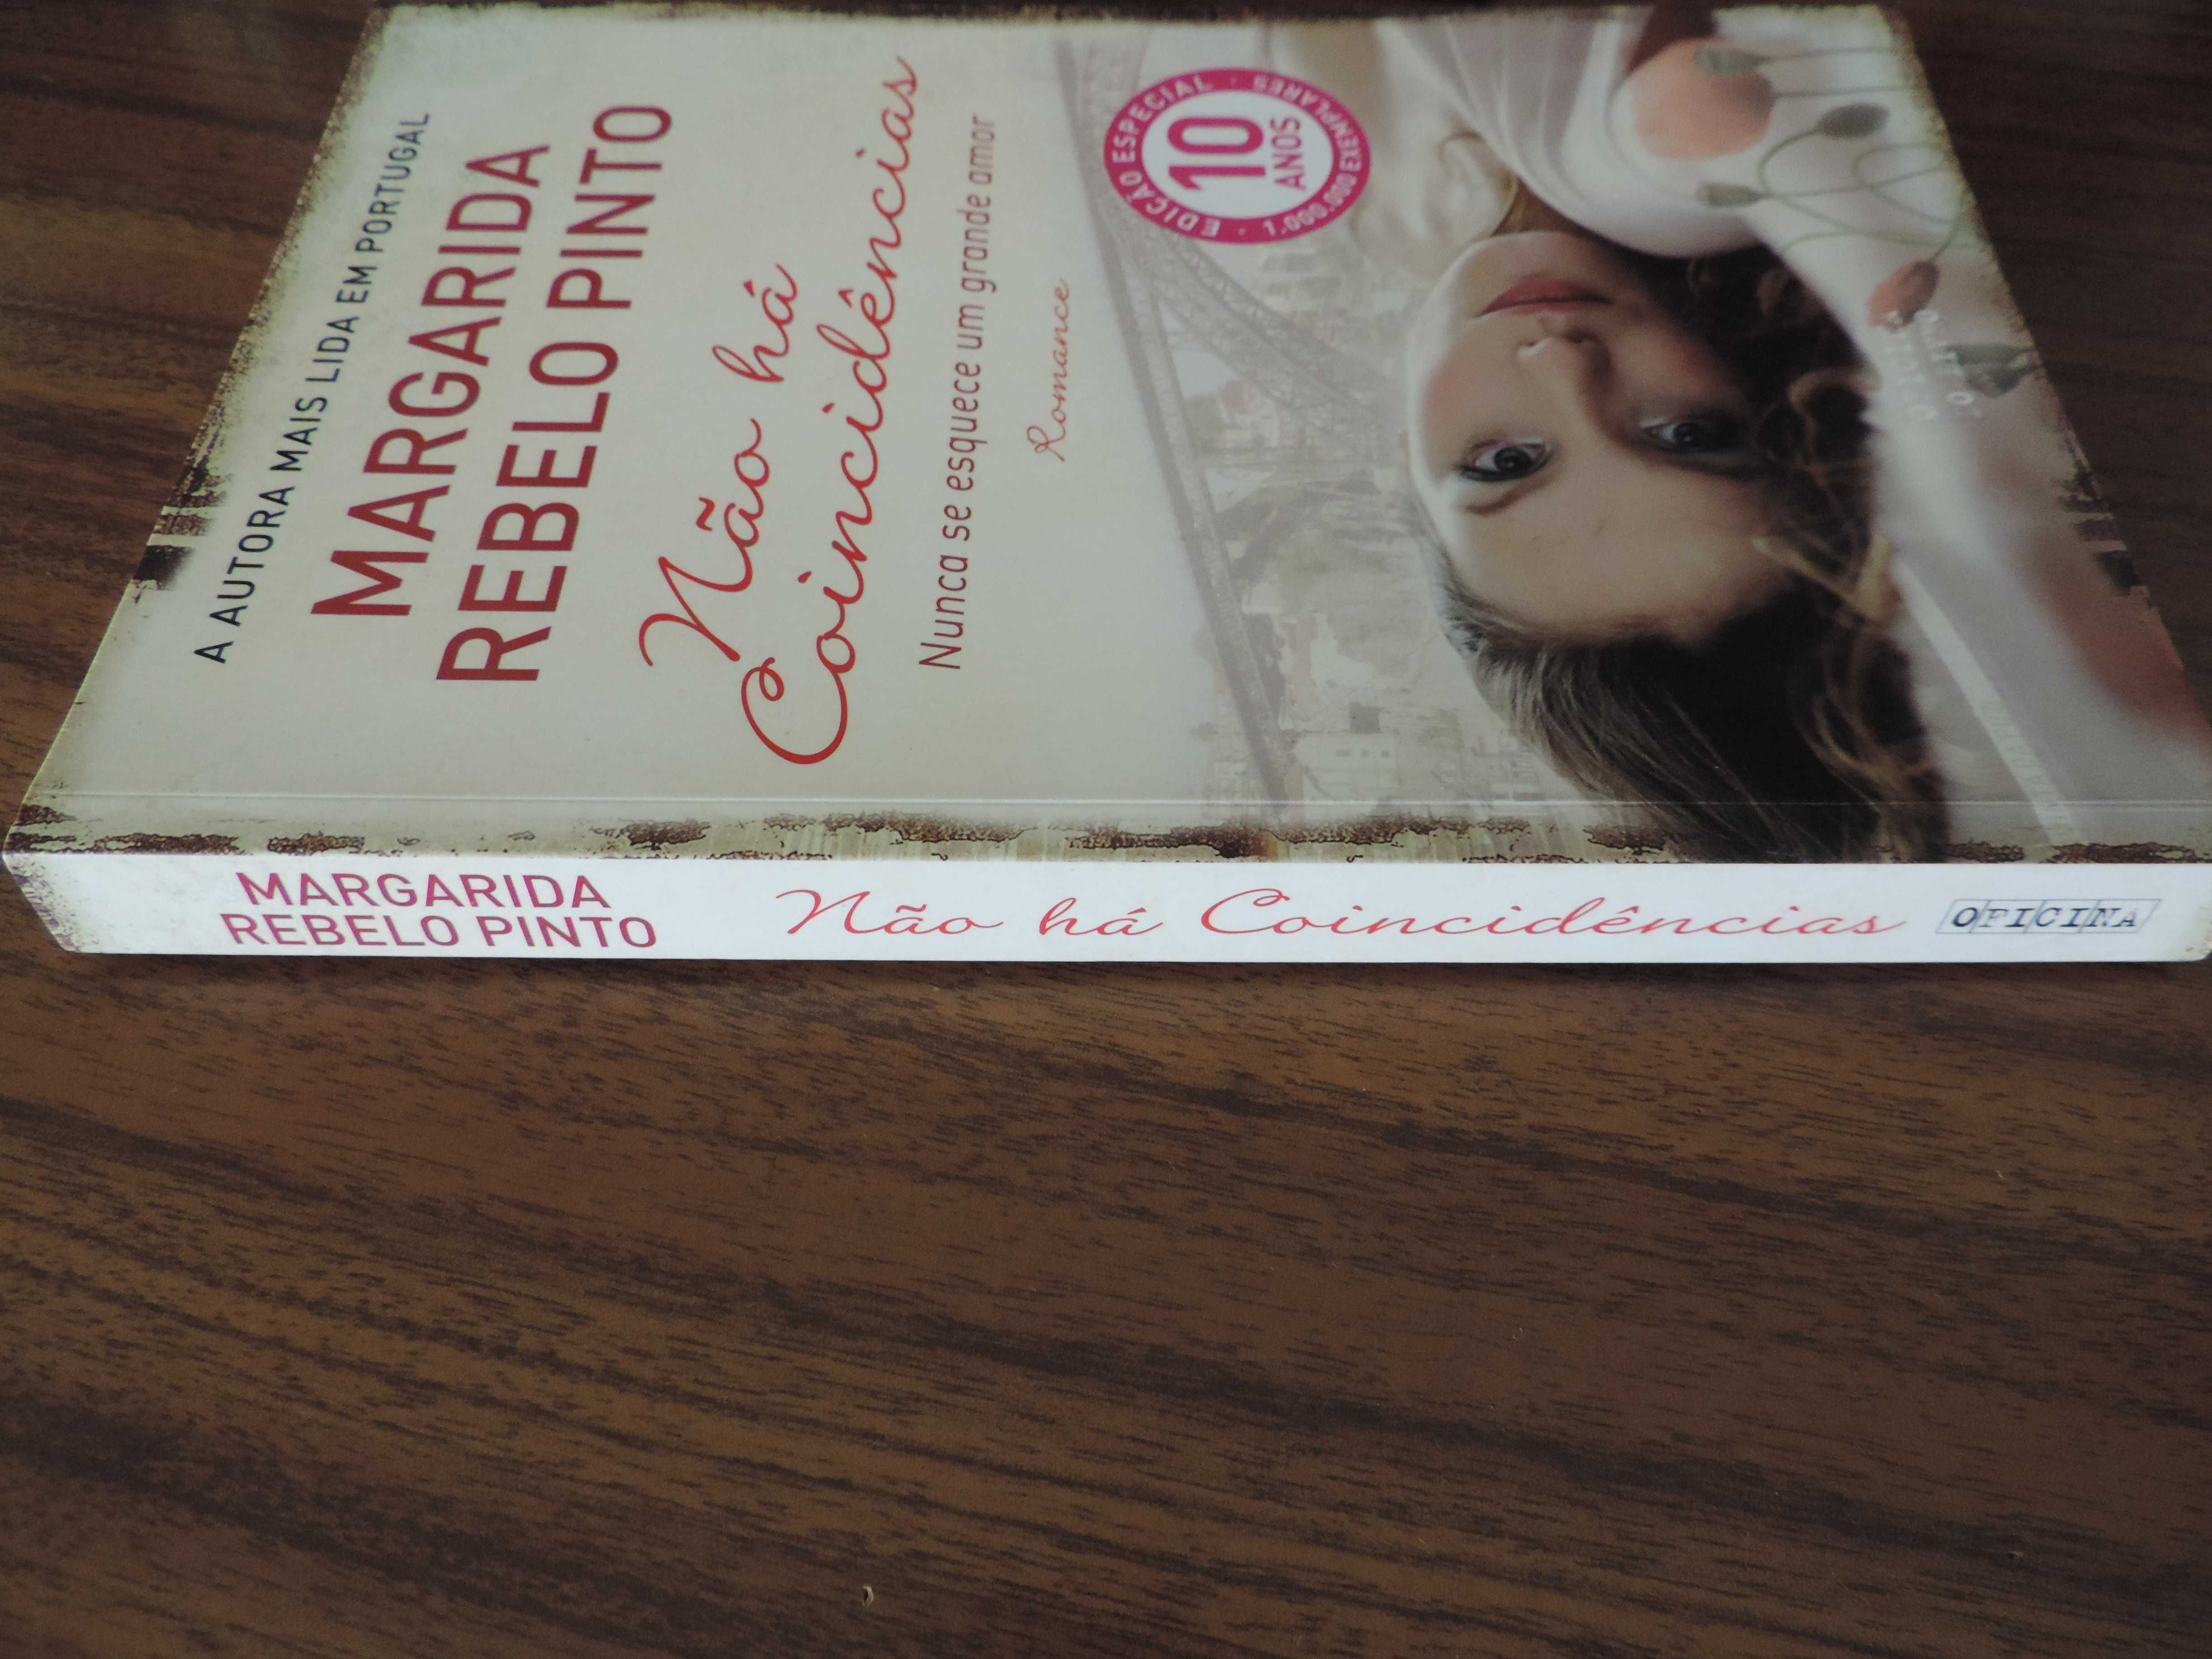 A AUTORA MAIS LIDA EM PORTUGAL
MARGARIDA
REBELO PINTO
Não há
Coincidências
Nunca se esquece um grande amor
Romance
EDIÇÃO ESPECIAL · 1.000.000 EXEMPLARES ·
10
ANOS
MARGARIDA
REBELO PINTO
Não há Coincidências
OFICINA